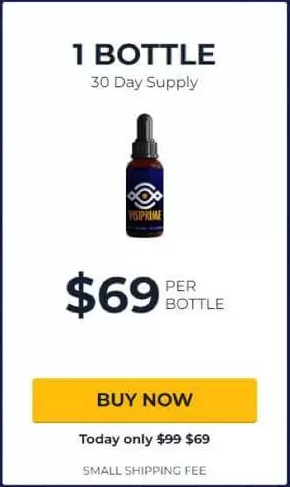 1 BOTTLE
30 Day Supply
VISIPRIME
$69 PER BOTTLE
BUY NOW
Today only $99 $69
SMALL SHIPPING FEE